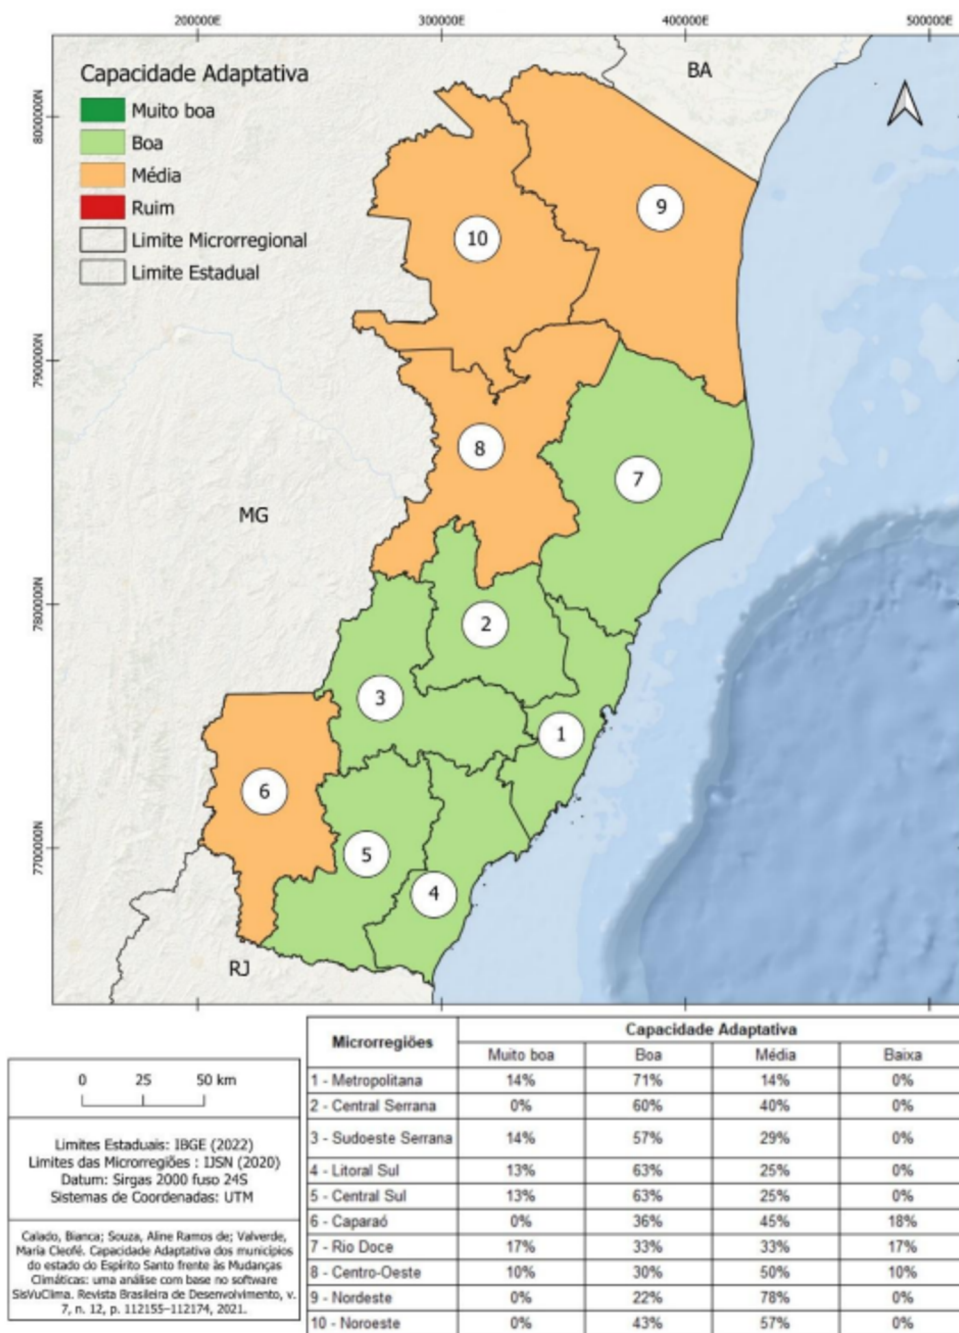 200000E 300000E 400000E 500000E
8000000N
7900000N
7800000N
7700000N
Capacidade Adaptativa
Muito boa
Boa
Média
Ruim
Limite Microrregional
Limite Estadual
BA
MG
RJ
10
9
8
7
2
3
1
6
5
4
0 25 50 km
Limites Estaduais: IBGE (2022)
Limites das Microrregiões : IJSN (2020)
Datum: Sirgas 2000 fuso 24S
Sistemas de Coordenadas: UTM
Caiado, Bianca; Souza, Aline Ramos de; Valverde,
Maria Cleofé. Capacidade Adaptativa dos municípios
do estado do Espírito Santo frente às Mudanças
Climáticas: uma análise com base no software
SisVuClima. Revista Brasileira de Desenvolvimento, v.
7, n. 12, p. 112155–112174, 2021.
Microrregiões Capacidade Adaptativa
Muito boa Boa Média Baixa
1 - Metropolitana 14% 71% 14% 0%
2 - Central Serrana 0% 60% 40% 0%
3 - Sudoeste Serrana 14% 57% 29% 0%
4 - Litoral Sul 13% 63% 25% 0%
5 - Central Sul 13% 63% 25% 0%
6 - Caparaó 0% 36% 45% 18%
7 - Rio Doce 17% 33% 33% 17%
8 - Centro-Oeste 10% 30% 50% 10%
9 - Nordeste 0% 22% 78% 0%
10 - Noroeste 0% 43% 57% 0%